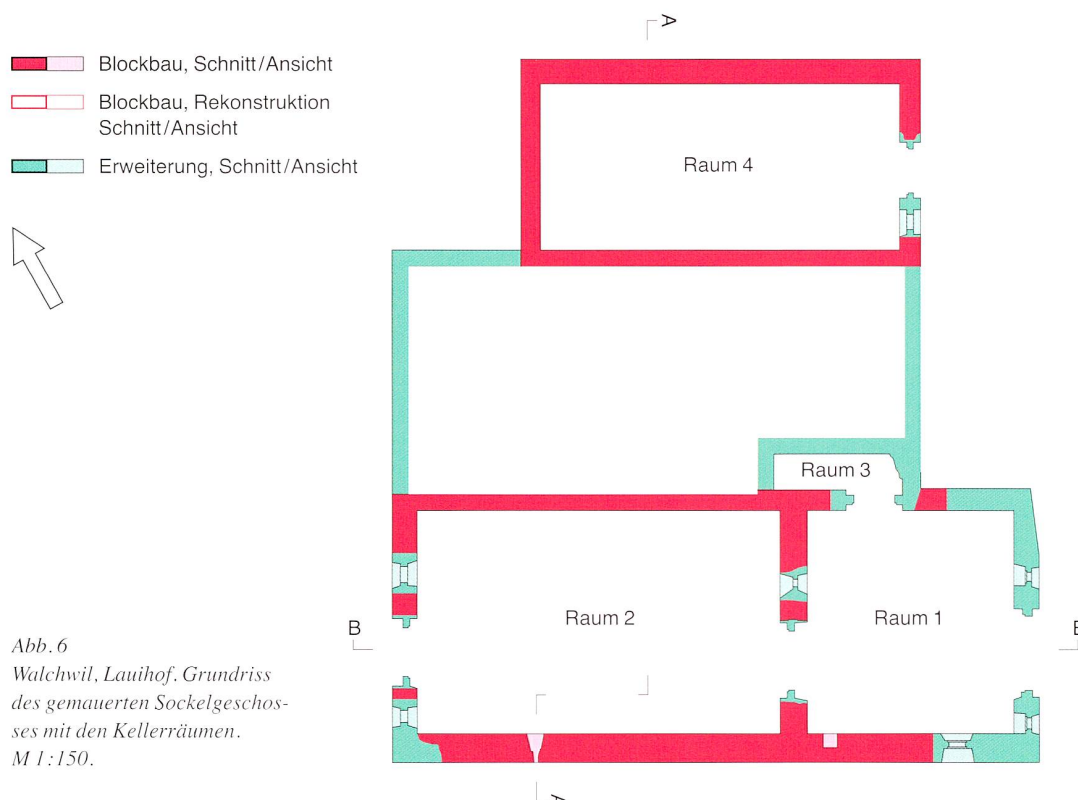 A
Blockbau, Schnitt/Ansicht
Blockbau, Rekonstruktion
Schnitt/Ansicht
Erweiterung, Schnitt/Ansicht
Raum 4
Raum 3
Raum 2
Raum 1
B
B
Abb. 6
Walchwil, Lauihof. Grundriss
des gemauerten Sockelgeschos-
ses mit den Kellerräumen.
M 1:150.
A